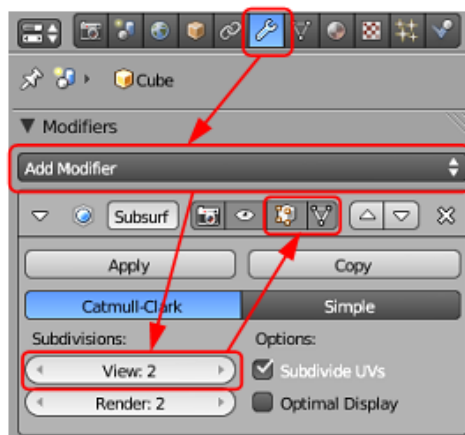 Cube
Modifiers
Add Modifier
Subsurf
Apply Copy
Catmull-Clark Simple
Subdivisions: Options:
View: 2 Subdivide UVs
Render: 2 Optimal Display